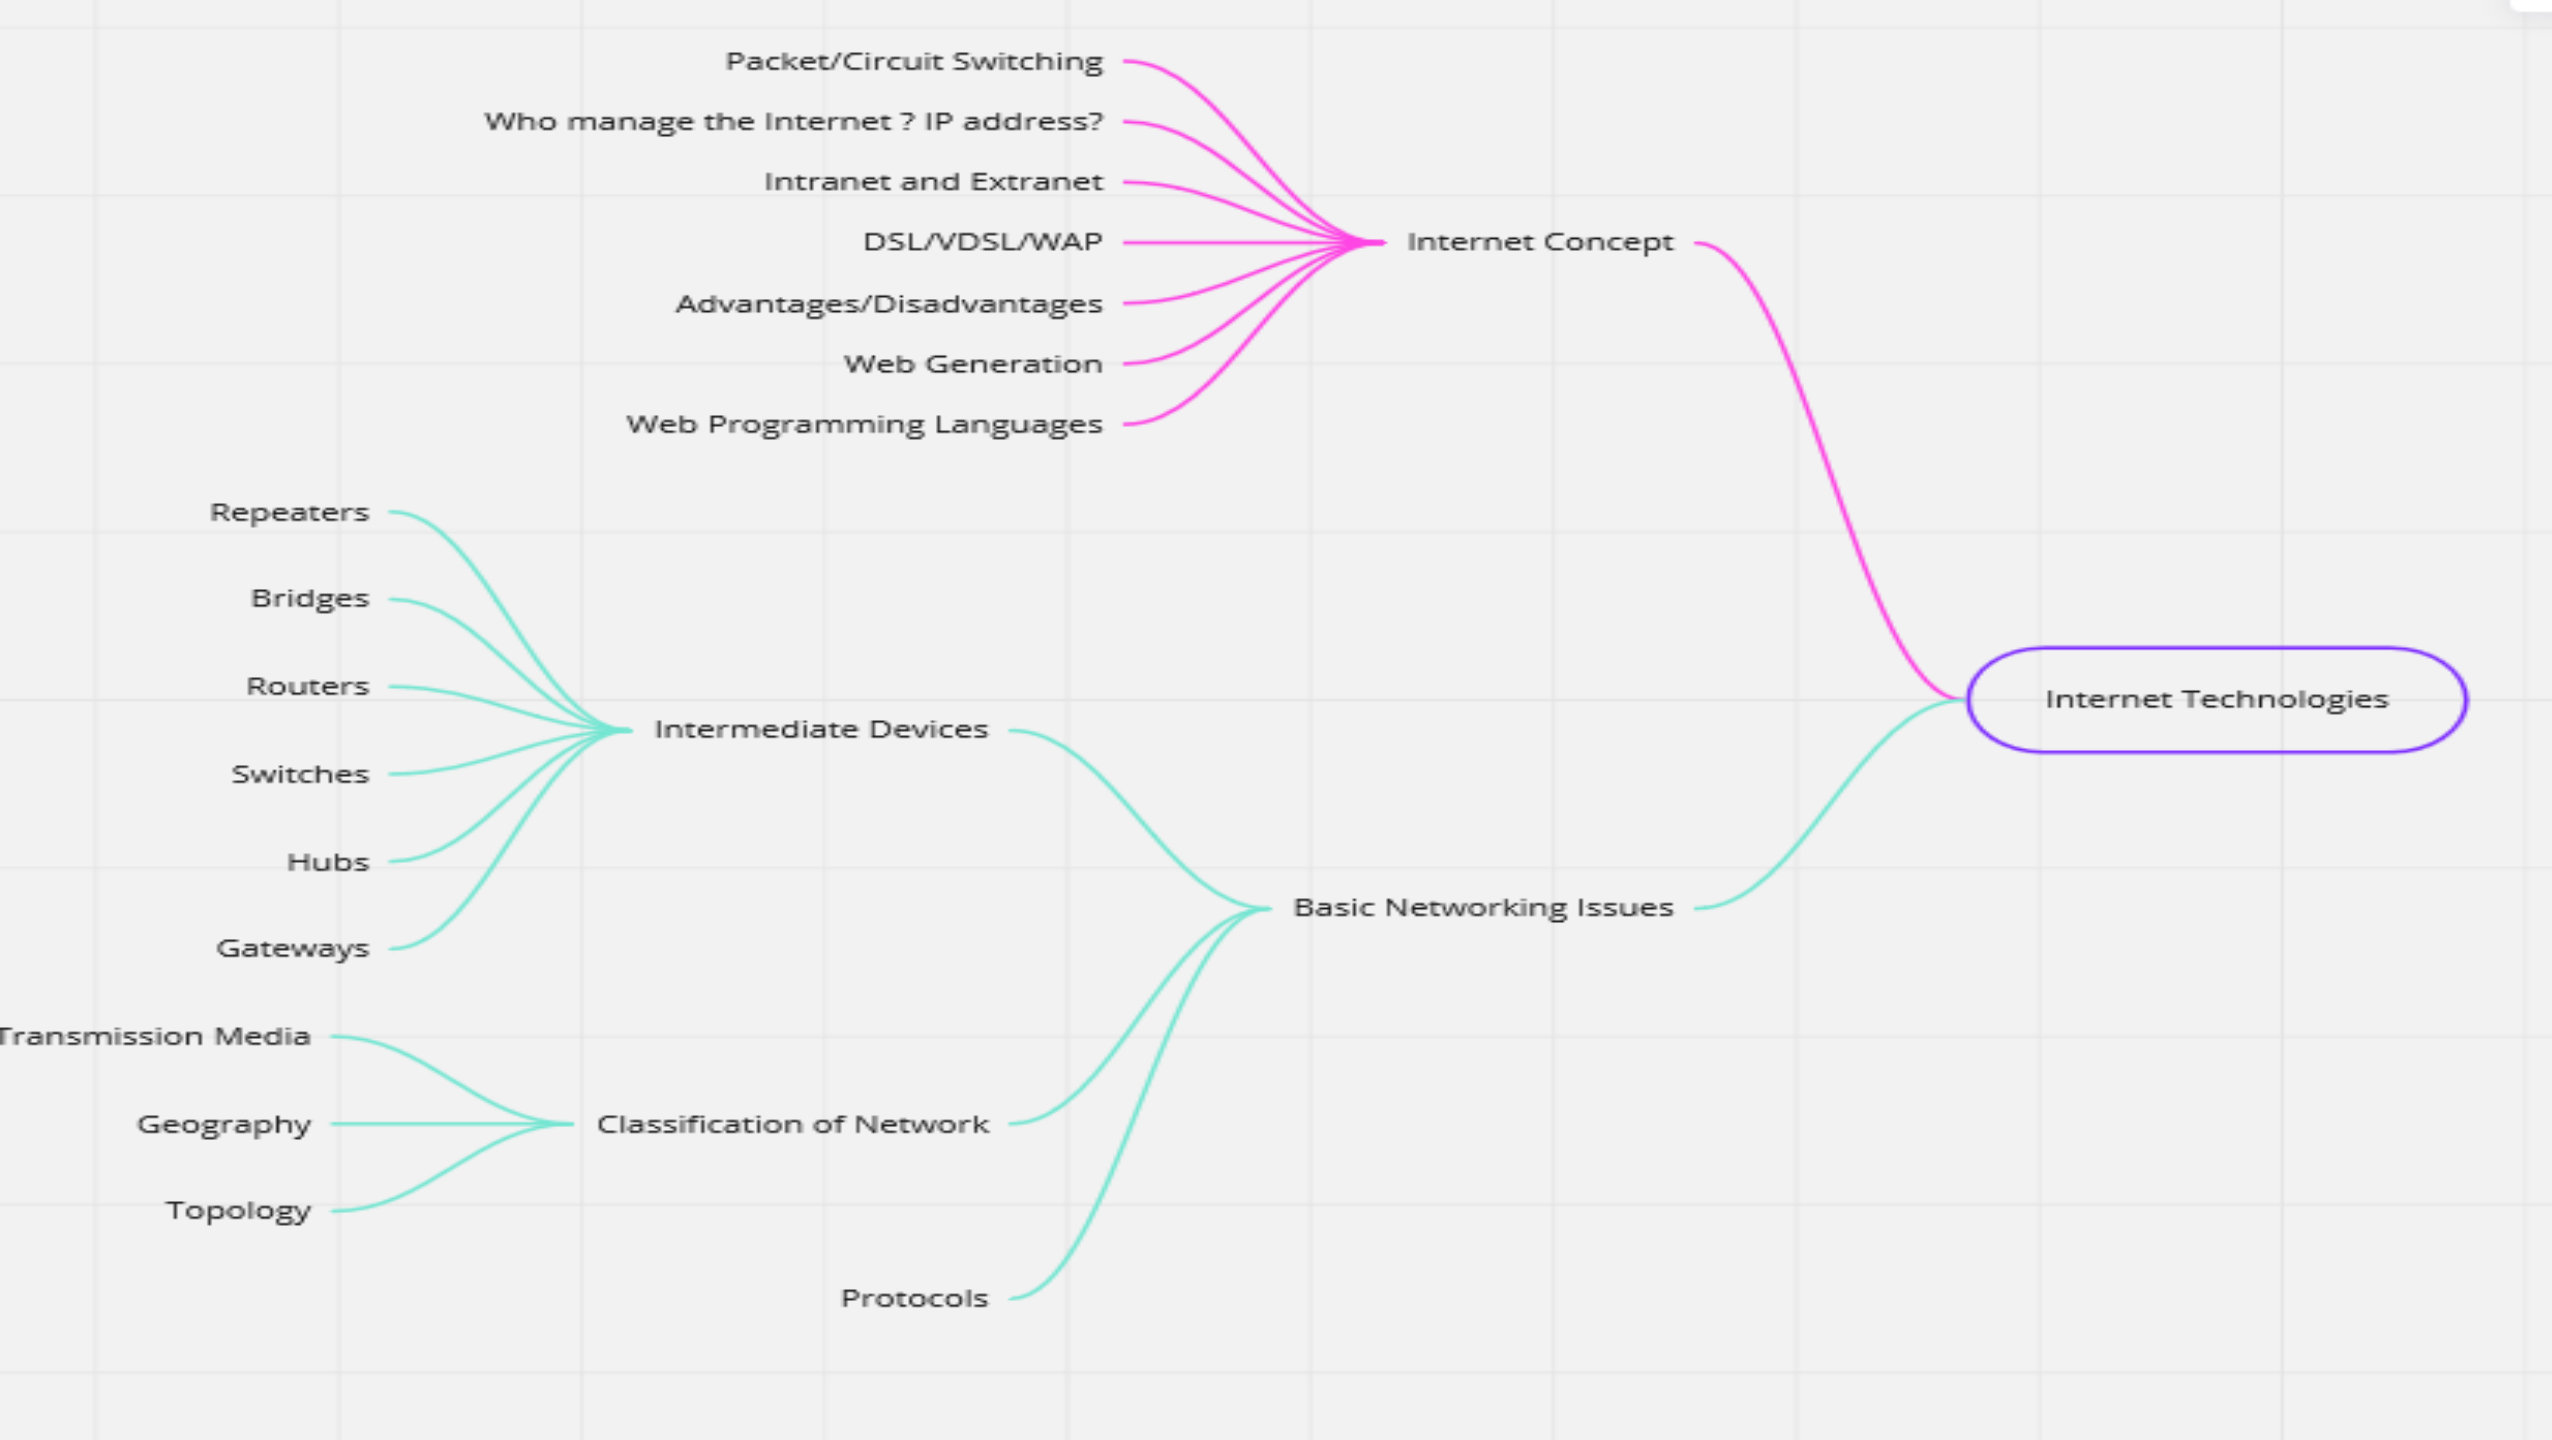 Packet/Circuit Switching
Who manage the Internet ? IP address?
Intranet and Extranet
DSL/VDSL/WAP
Internet Concept
Advantages/Disadvantages
Web Generation
Web Programming Languages
Repeaters
Bridges
Routers
Switches
Hubs
Gateways
Intermediate Devices
Internet Technologies
Basic Networking Issues
Transmission Media
Geography
Topology
Classification of Network
Protocols